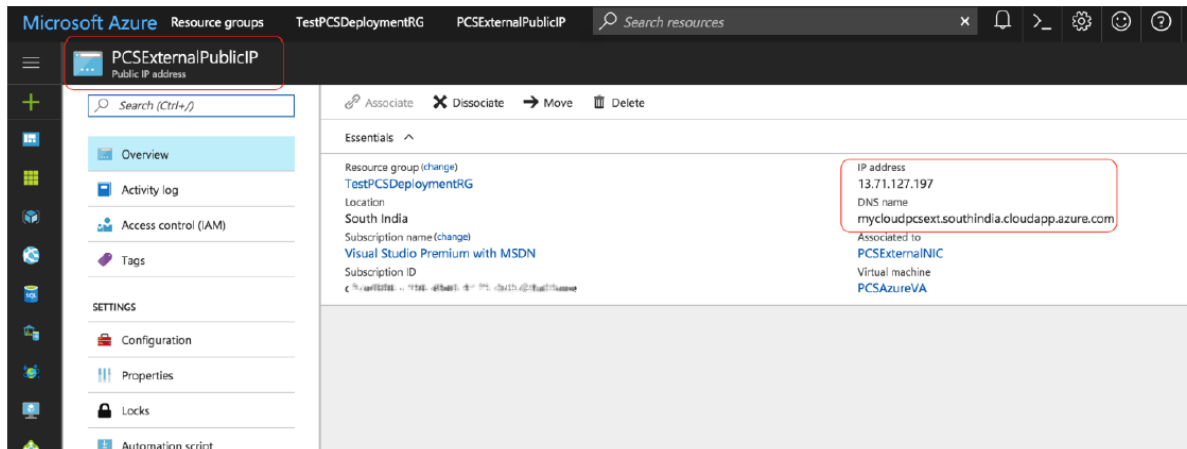 Microsoft Azure Resource groups TestPCSDeploymentRG PCSExternalPublicIP Search resources
PCSExternalPublicIP
Public IP address
Search (Ctrl+/)
Overview
Activity log
Access control (IAM)
Tags
SETTINGS
Configuration
Properties
Locks
Automation script
Associate Dissociate Move Delete
Essentials
Resource group (change)
TestPCSDeploymentRG
Location
South India
Subscription name (change)
Visual Studio Premium with MSDN
Subscription ID
IP address
13.71.127.197
DNS name
mycloudpcsext.southindia.cloudapp.azure.com
Associated to
PCSExternalNIC
Virtual machine
PCSAzureVA